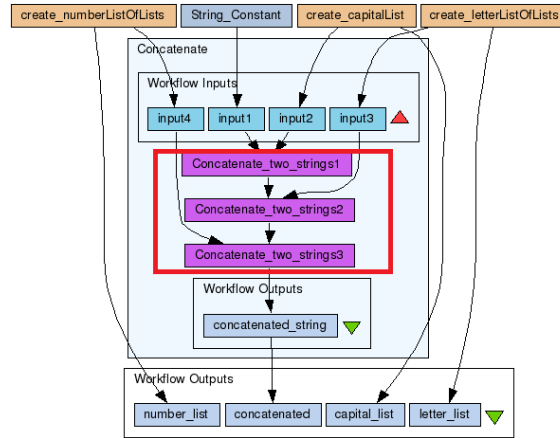 create_numberListOfLists
String_Constant
create_capitalList
create_letterListOfLists
Concatenate
Workflow Inputs
input4
input1
input2
input3
Concatenate_two_strings1
Concatenate_two_strings2
Concatenate_two_strings3
Workflow Outputs
concatenated_string
Workflow Outputs
number_list
concatenated
capital_list
letter_list